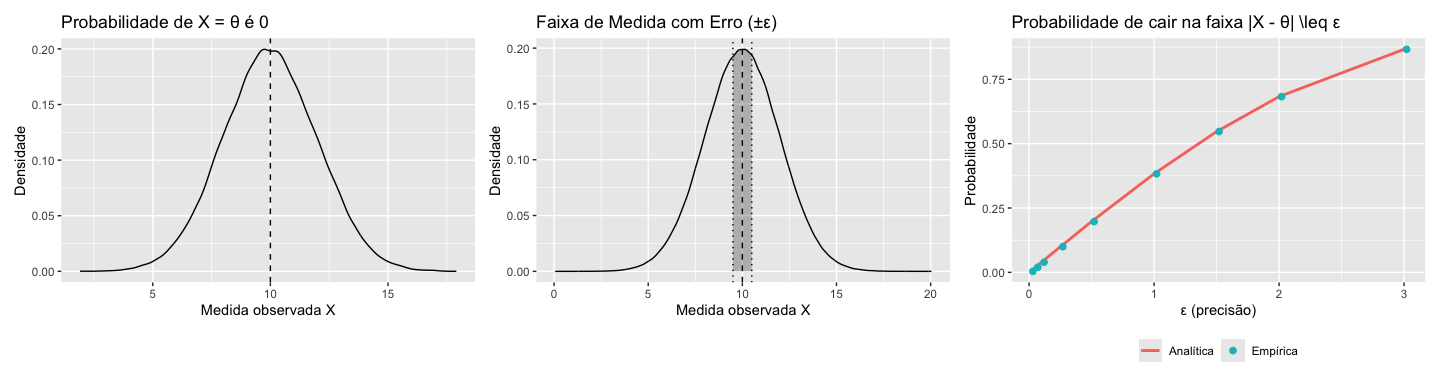 Probabilidade de X = θ é 0
0.20
0.15
0.10
0.05
0.00
Densidade
5
10
15
Medida observada X
Faixa de Medida com Erro (±ε)
0.20
0.15
0.10
0.05
0.00
Densidade
0
5
10
15
20
Medida observada X
Probabilidade de cair na faixa |X - θ| \leq ε
0.75
0.50
0.25
0.00
Probabilidade
0
1
2
3
ε (precisão)
Analítica
Empírica